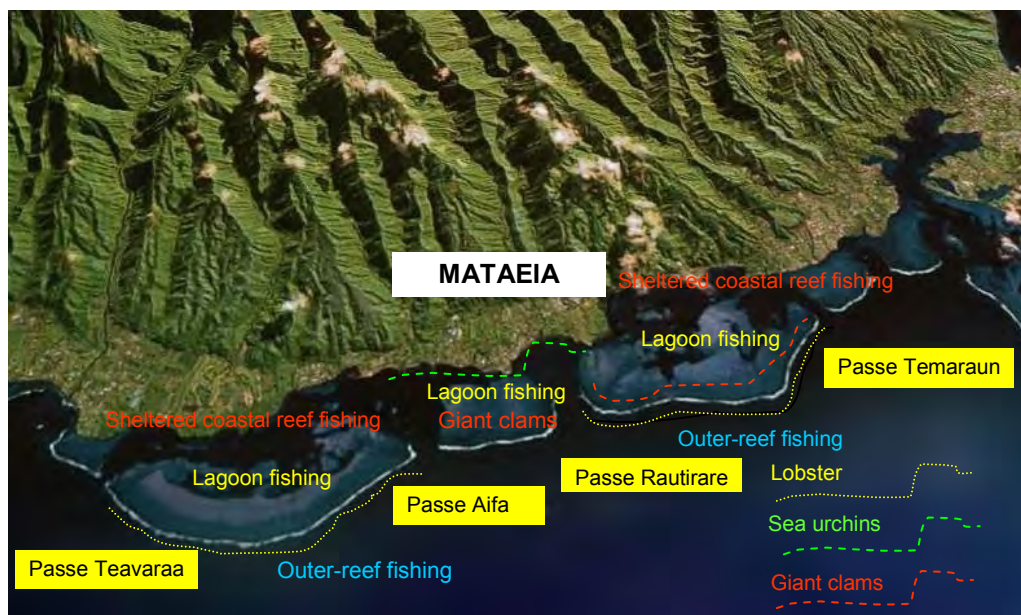 MATAEIA
Sheltered coastal reef fishing
Lagoon fishing
Passe Temaraun
Lagoon fishing
Giant clams
Sheltered coastal reef fishing
Outer-reef fishing
Lagoon fishing
Passe Rautirare
Lobster
Passe Aifa
Sea urchins
Passe Teavaraa
Outer-reef fishing
Giant clams